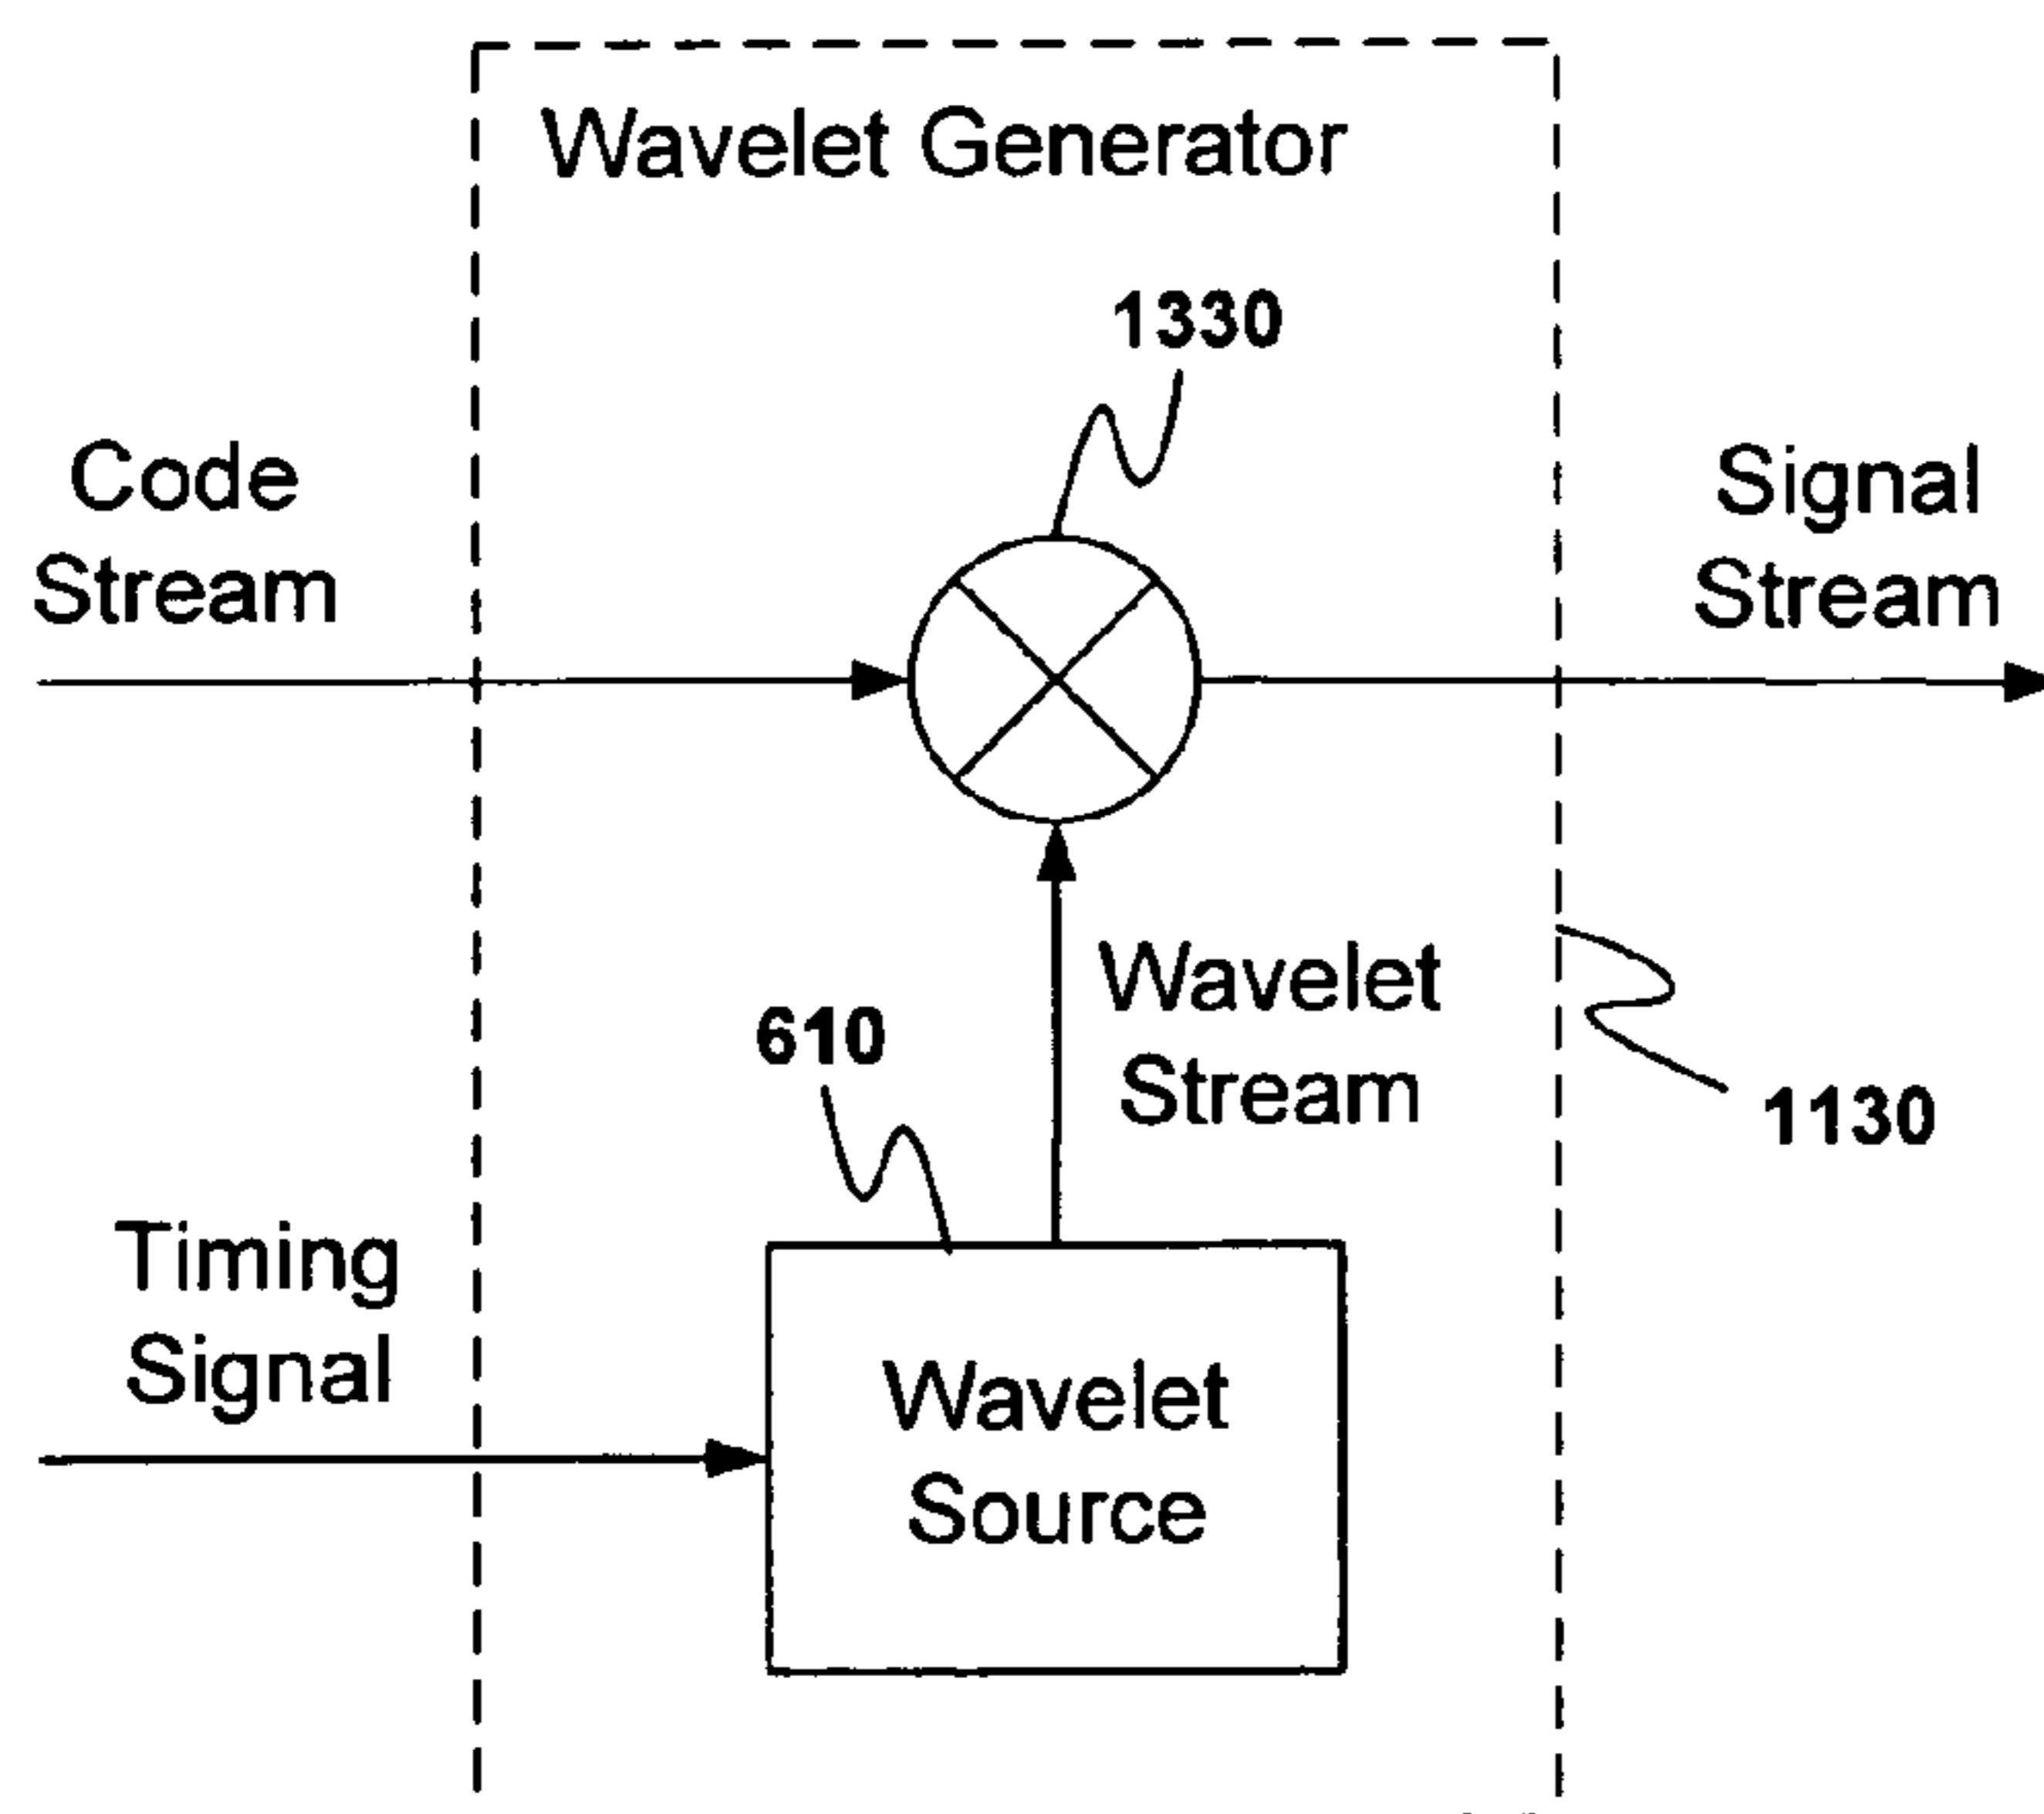 Wavelet Generator
1330
Code
Stream
Signal
Stream
Wavelet
Stream
610
1130
Timing
Signal
Wavelet
Source